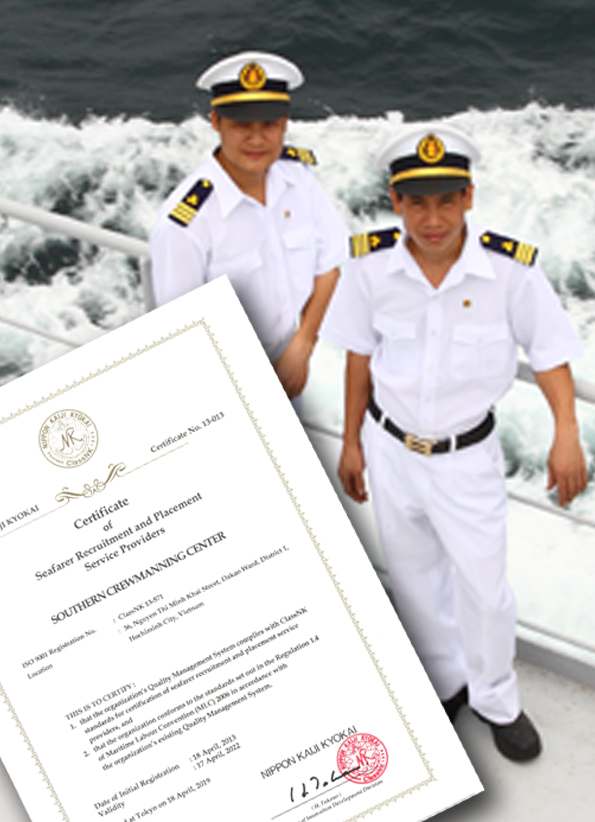 NIPPON KAIJI KYOKAI
NK
ClassNK
Certificate No. 13-013
JI KYOKAI
Certificate
of
Seafarer Recruitment and Placement
Service Providers
SOUTHERN CREWMANNING CENTER
ISO 9001 Registration No. : ClassNK 13-571
Location : 36, Nguyen Thi Minh Khai Street, Dakao Ward, District 1,
Hochiminh City, Vietnam
THIS IS TO CERTIFY:
1. that the organization's Quality Management System complies with ClassNK
standards for certification of seafarer recruitment and placement service
providers, and
2. that the organization conforms to the standards set out in the Regulation 1.4
of Maritime Labour Convention (MLC) 2006 in accordance with
the organization's existing Quality Management System.
Date of Initial Registration : 18 April, 2013
Validity : 17 April, 2022
d at Tokyo on 18 April, 2019
NIPPON KAIJI KYOKAI
of Innovation Development Division